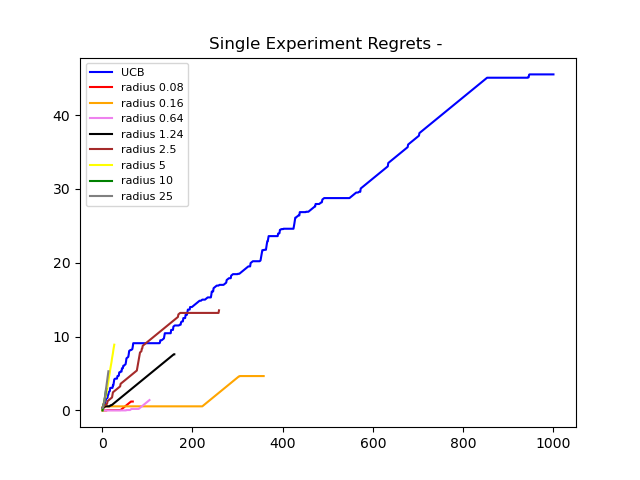 Single Experiment Regrets -
UCB
radius 0.08
radius 0.16
radius 0.64
radius 1.24
radius 2.5
radius 5
radius 10
radius 25
40
30
20
10
0
0 200 400 600 800 1000